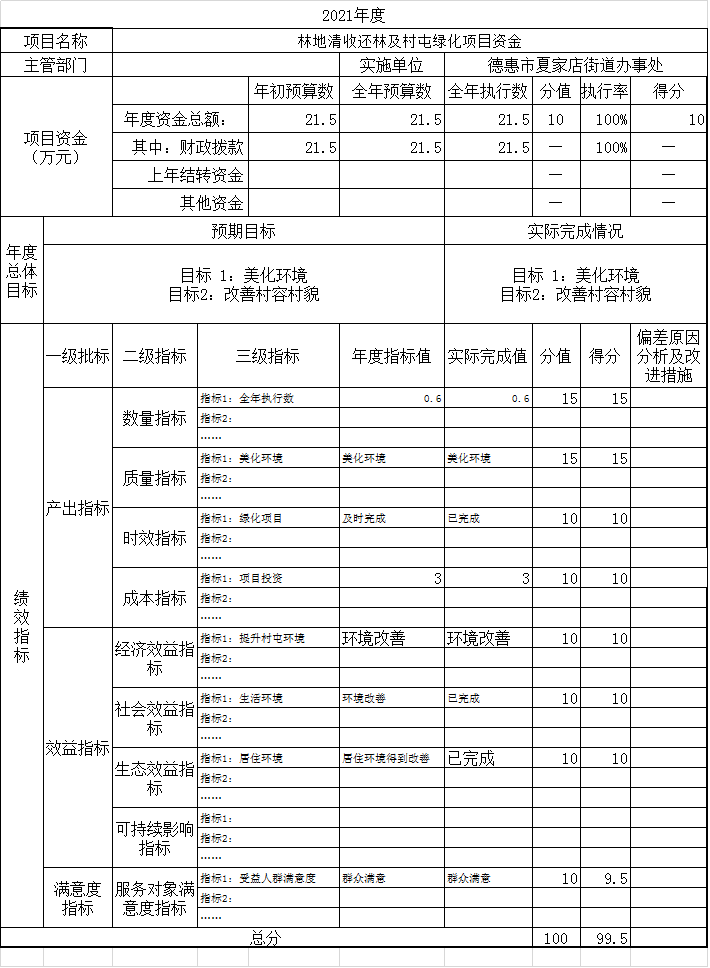 2021年度
项目名称 林地清收还林及村屯绿化项目资金
主管部门 实施单位 德惠市夏家店街道办事处
项目资金
（万元）
年初预算数 全年预算数 全年执行数 分值 执行率 得分
年度资金总额： 21.5 21.5 21.5 10 100% 10
其中：财政拨款 21.5 21.5 21.5 — 100% —
上年结转资金 — —
其他资金 — —
年度
总体
目标
预期目标 实际完成情况
目标 1：美化环境
目标2：改善村容村貌
目标 1：美化环境
目标2：改善村容村貌
绩
效
指
标
一级批标 二级指标 三级指标 年度指标值 实际完成值 分值 得分 偏差原因
分析及改
进措施
产出指标
数量指标
指标1：全年执行数 0.6 0.6 15 15
指标2：
……
质量指标
指标1：美化环境 美化环境 美化环境 15 15
指标2：
……
时效指标
指标1：绿化项目 及时完成 已完成 10 10
指标2：
……
成本指标
指标1：项目投资 3 3 10 10
指标2：
……
效益指标
经济效益指
标
指标1：提升村屯环境 环境改善 环境改善 10 10
指标2：
……
社会效益指
标
指标1：生活环境 环境改善 已完成 10 10
指标2：
……
生态效益指
标
指标1：居住环境 居住环境得到改善 已完成 10 10
指标2：
……
可持续影响
指标
指标1：
指标2：
……
满意度
指标
服务对象满
意度指标
指标1：受益人群满意度 群众满意 群众满意 10 9.5
指标2：
……
总分 100 99.5